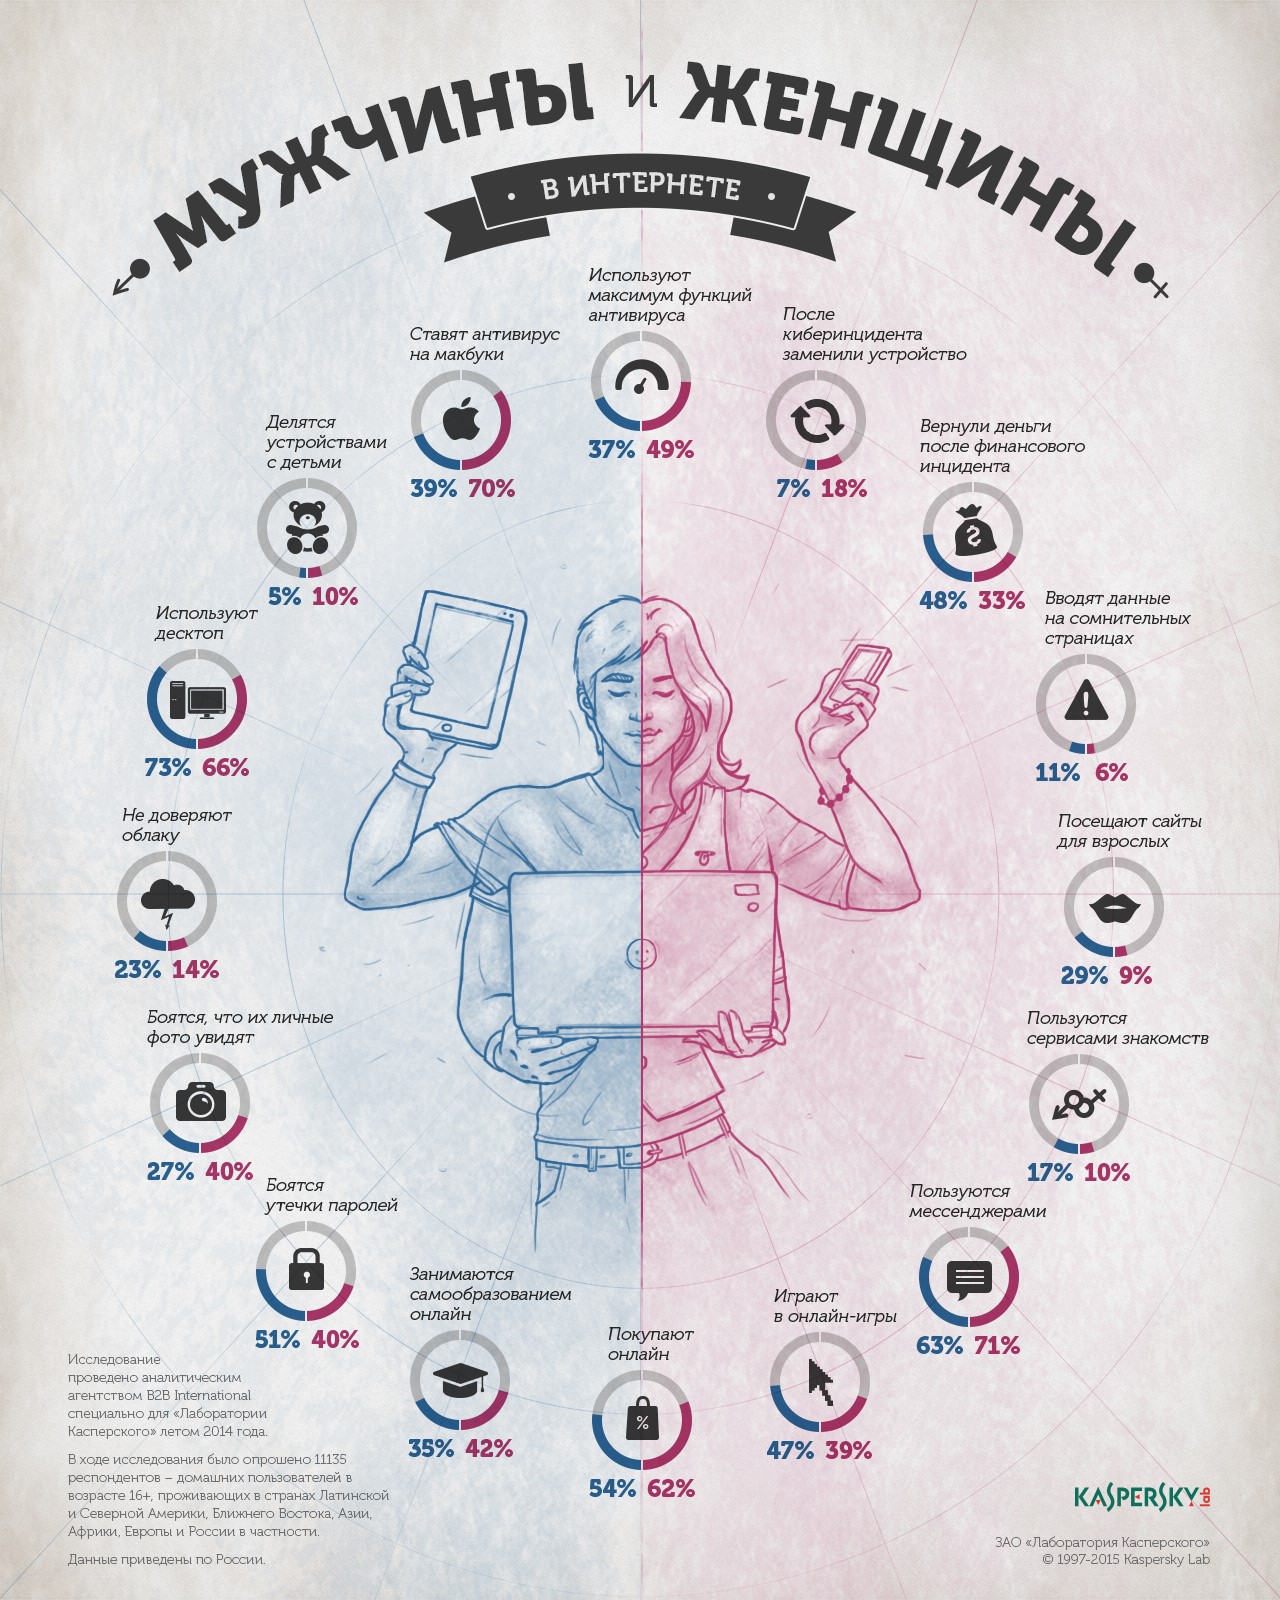 МУЖЧИНЫ И ЖЕНЩИНЫ
В ИНТЕРНЕТЕ
Используют
максимум функций
антивируса
37% 49%
Ставят антивирус
на макбуки
39% 70%
После
киберинцидента
заменили устройство
7% 18%
Делятся
устройствами
с детьми
5% 10%
Вернули деньги
после финансового
инцидента
48% 33%
Используют
десктоп
73% 66%
Вводят данные
на сомнительных
страницах
11% 6%
Не доверяют
облаку
23% 14%
Посещают сайты
для взрослых
29% 9%
Боятся, что их личные
фото увидят
27% 40%
Пользуются
сервисами знакомств
17% 10%
Боятся
утечки паролей
51% 40%
Пользуются
мессенджерами
63% 71%
Занимаются
самообразованием
онлайн
35% 42%
Покупают
онлайн
%
54% 62%
Играют
в онлайн-игры
47% 39%
Исследование
проведено аналитическим
агентством B2B International
специально для «Лаборатории
Касперского» летом 2014 года.
В ходе исследования было опрошено 11135
респондентов – домашних пользователей в
возрасте 16+, проживающих в странах Латинской
и Северной Америки, Ближнего Востока, Азии,
Африки, Европы и России в частности.
Данные приведены по России.
KASPERSKY lab
ЗАО «Лаборатория Касперского»
© 1997-2015 Kaspersky Lab